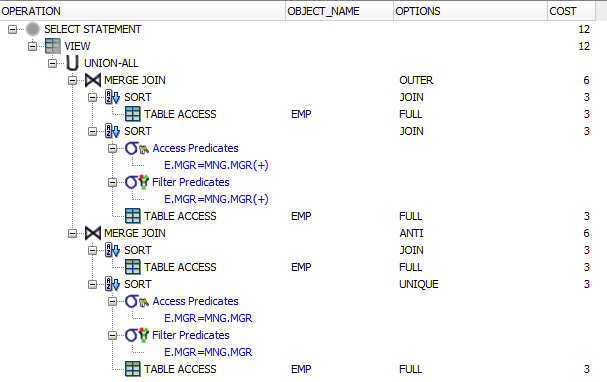 OPERATION OBJECT_NAME OPTIONS COST
SELECT STATEMENT 12
VIEW 12
UNION-ALL
MERGE JOIN OUTER 6
SORT JOIN 3
TABLE ACCESS EMP FULL 3
SORT JOIN 3
Access Predicates
E.MGR=MNG.MGR(+)
Filter Predicates
E.MGR=MNG.MGR(+)
TABLE ACCESS EMP FULL 3
MERGE JOIN ANTI 6
SORT JOIN 3
TABLE ACCESS EMP FULL 3
SORT UNIQUE 3
Access Predicates
E.MGR=MNG.MGR
Filter Predicates
E.MGR=MNG.MGR
TABLE ACCESS EMP FULL 3